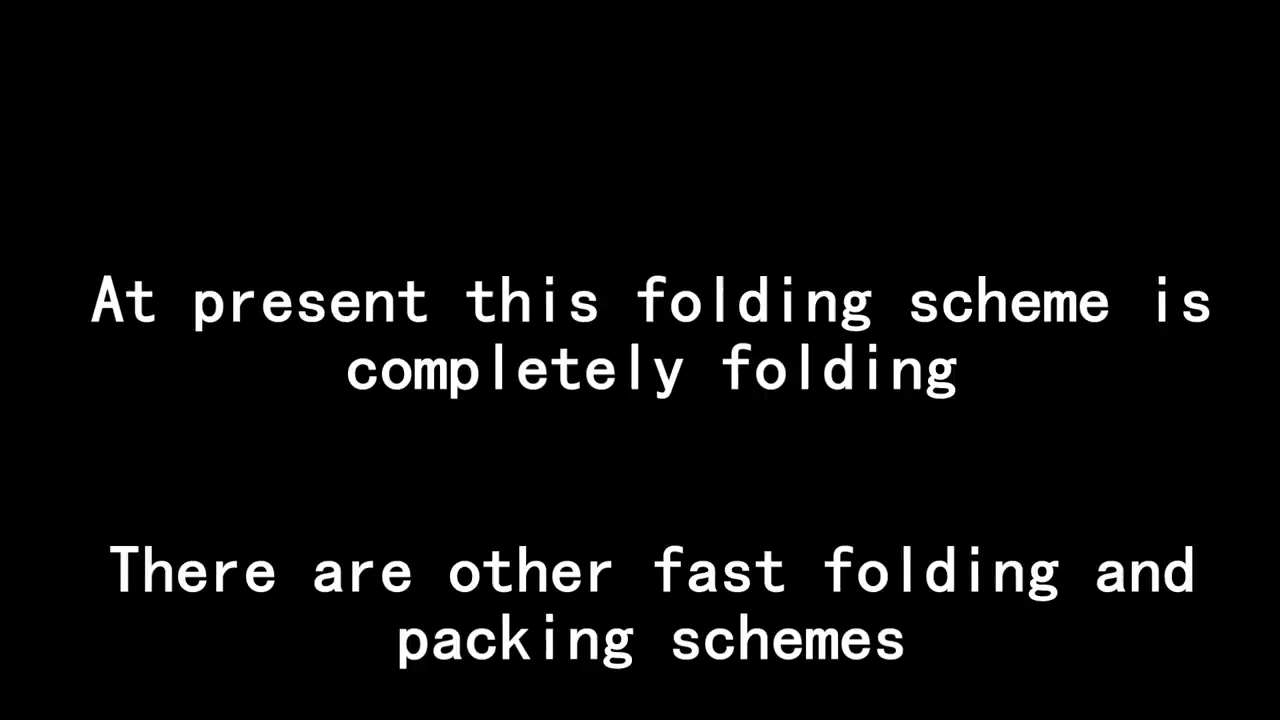 At present this folding scheme is
completely folding
There are other fast folding and
packing schemes